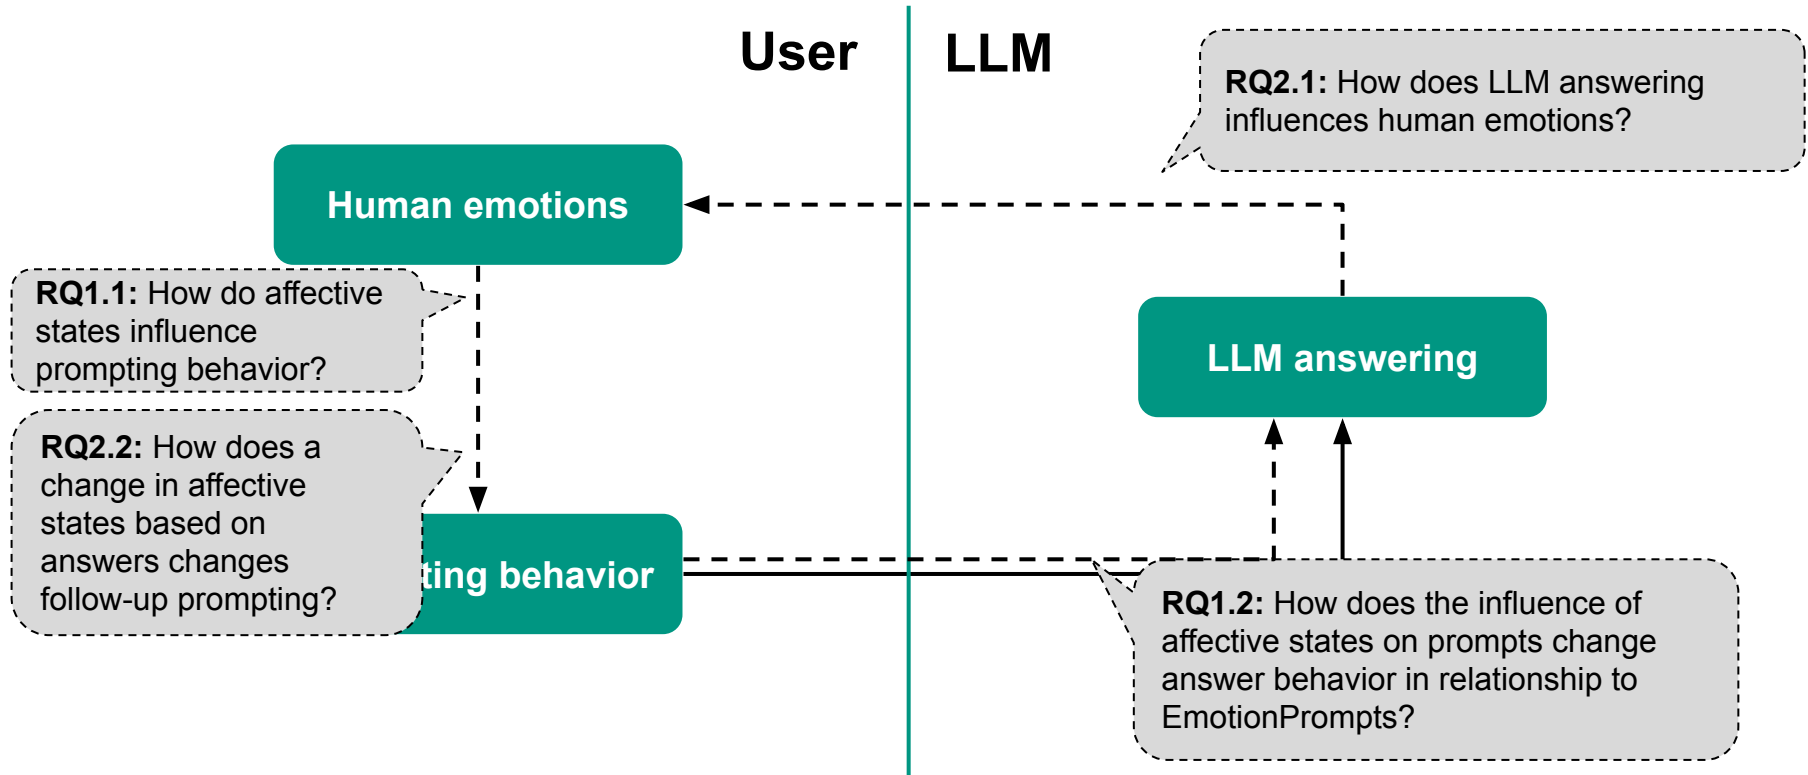 User
LLM
RQ2.1: How does LLM answering
influences human emotions?
Human emotions
RQ1.1: How do affective
states influence
prompting behavior?
LLM answering
RQ2.2: How does a
change in affective
states based on
answers changes
follow-up prompting?
ting behavior
RQ1.2: How does the influence of
affective states on prompts change
answer behavior in relationship to
EmotionPrompts?